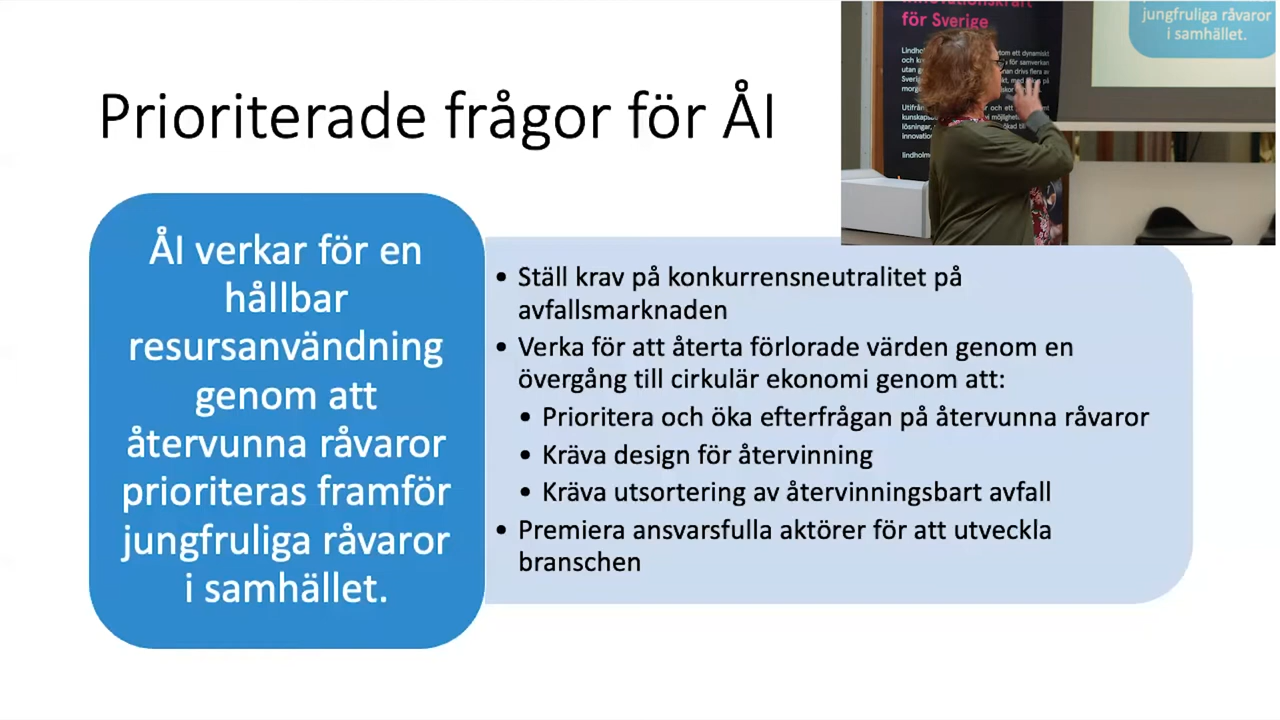 Prioriterade frågor för ÅI
ÅI verkar för en
hållbar
resursanvändning
genom att
återvunna råvaror
prioriteras framför
jungfruliga råvaror
i samhället.
• Ställ krav på konkurrensneutralitet på
avfallsmarknaden
• Verka för att återta förlorade värden genom en
övergång till cirkulär ekonomi genom att:
• Prioritera och öka efterfrågan på återvunna råvaror
• Kräva design för återvinning
• Kräva utsortering av återvinningsbart avfall
• Premiera ansvarsfulla aktörer för att utveckla
branschen
för Sverige
jungfruliga råvaror
i samhället.